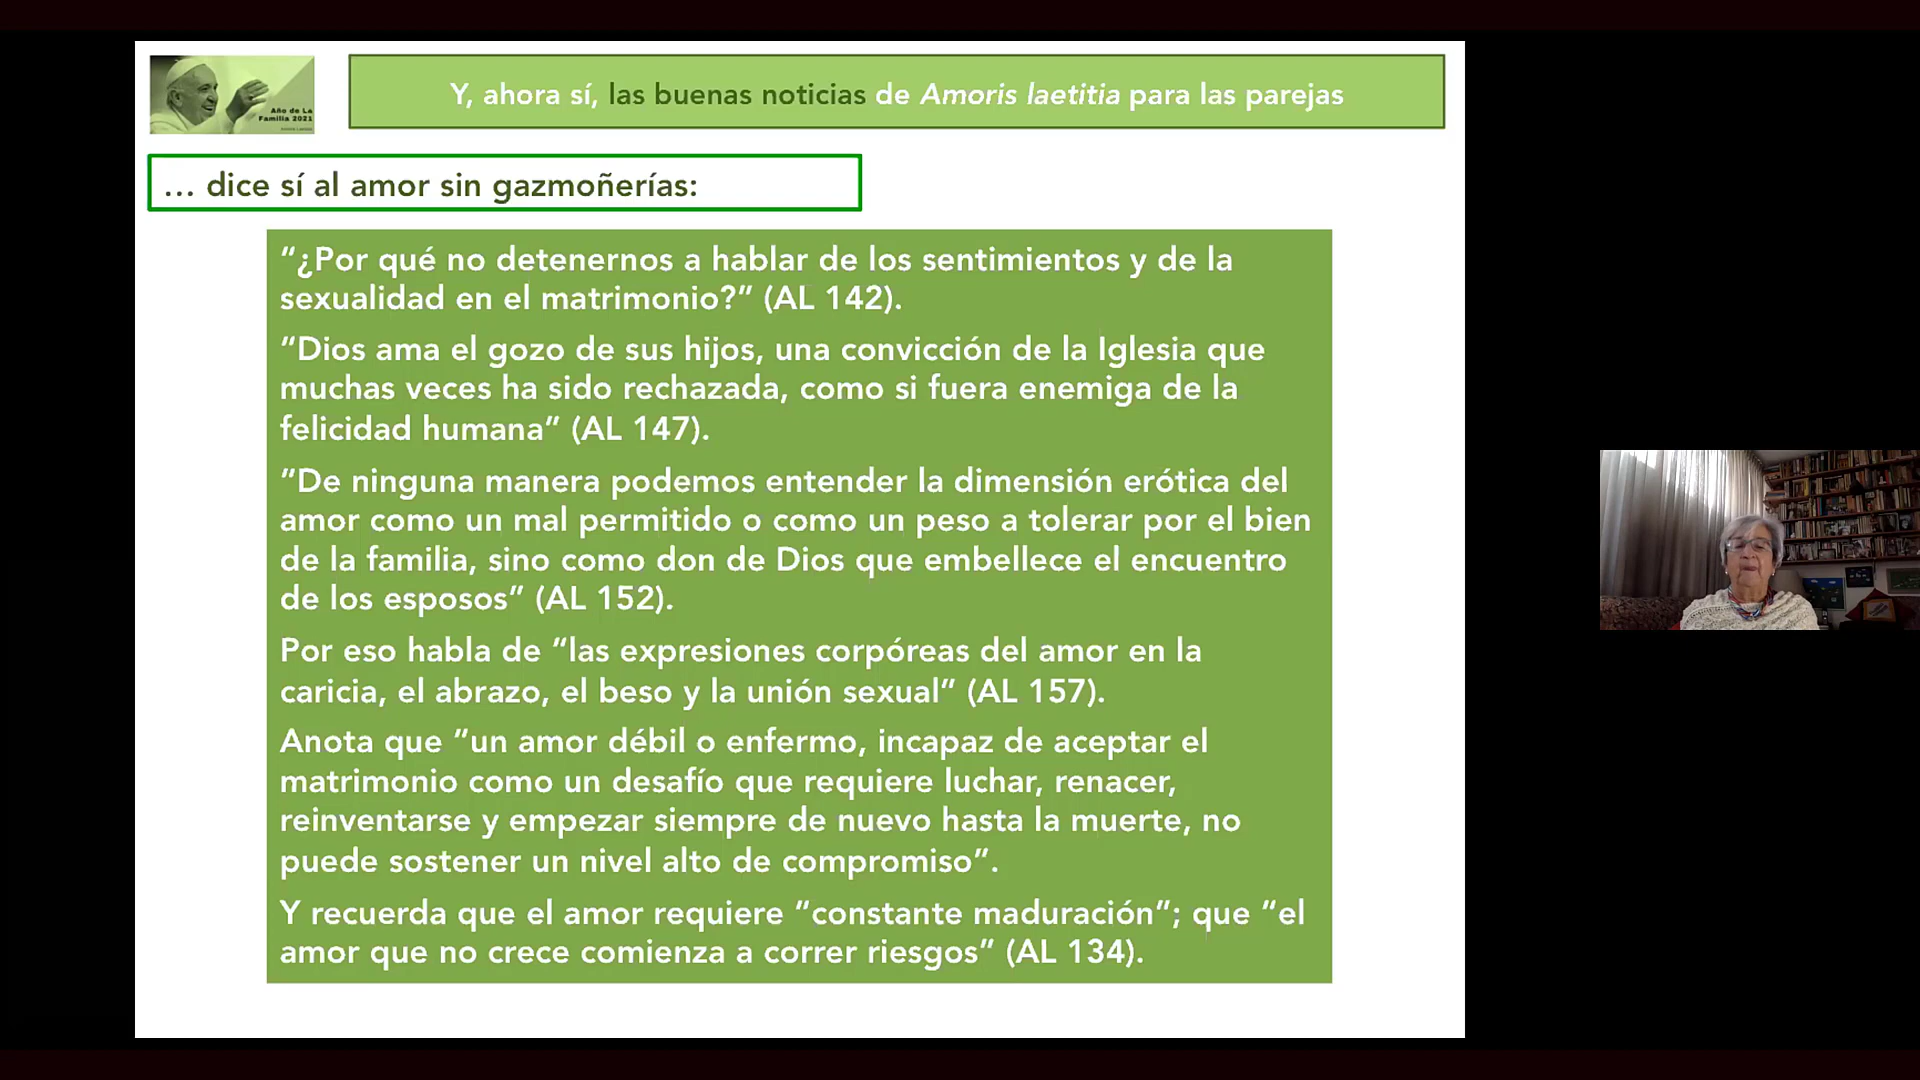 Año de La
Familia 2021
Y, ahora sí, las buenas noticias de Amoris laetitia para las parejas
… dice sí al amor sin gazmoñerías:
“¿Por qué no detenernos a hablar de los sentimientos y de la
sexualidad en el matrimonio?” (AL 142).
“Dios ama el gozo de sus hijos, una convicción de la Iglesia que
muchas veces ha sido rechazada, como si fuera enemiga de la
felicidad humana” (AL 147).
“De ninguna manera podemos entender la dimensión erótica del
amor como un mal permitido o como un peso a tolerar por el bien
de la familia, sino como don de Dios que embellece el encuentro
de los esposos” (AL 152).
Por eso habla de “las expresiones corpóreas del amor en la
caricia, el abrazo, el beso y la unión sexual” (AL 157).
Anota que “un amor débil o enfermo, incapaz de aceptar el
matrimonio como un desafío que requiere luchar, renacer,
reinventarse y empezar siempre de nuevo hasta la muerte, no
puede sostener un nivel alto de compromiso”.
Y recuerda que el amor requiere “constante maduración”; que “el
amor que no crece comienza a correr riesgos” (AL 134).